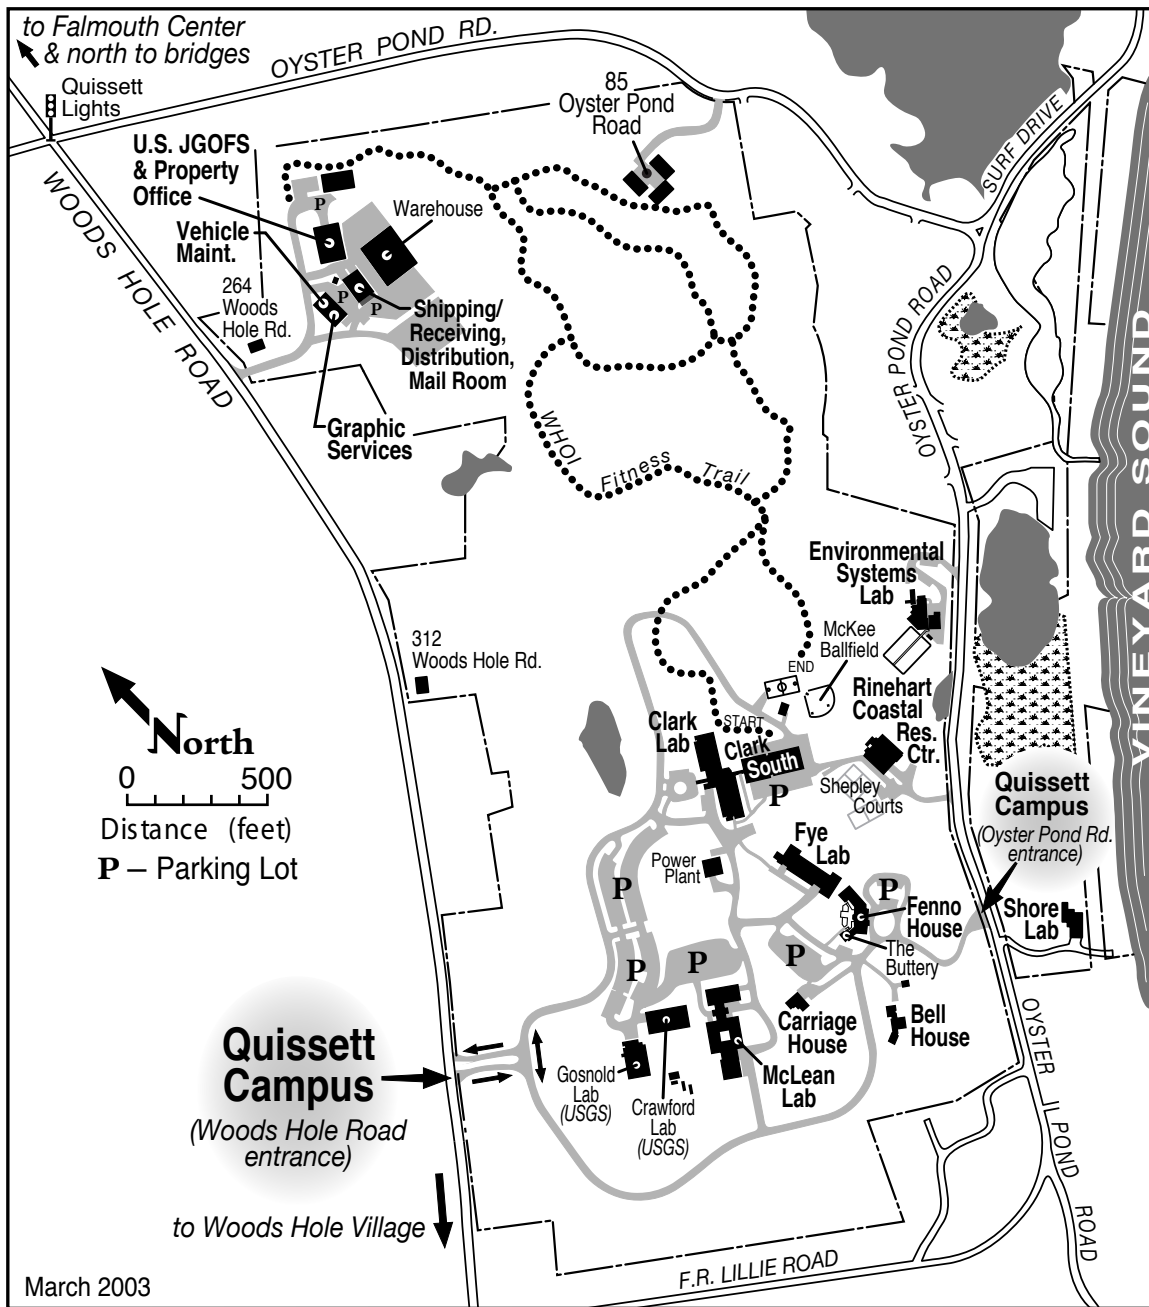 to Falmouth Center
& north to bridges
Quissett
Lights
OYSTER POND RD.
85
Oyster Pond
Road
SURF DRIVE
U.S. JGOFS
& Property
Office
P
Warehouse
Vehicle
Maint.
264
Woods
Hole Rd.
P
P
Shipping/
Receiving,
Distribution,
Mail Room
Graphic
Services
WOODS HOLE ROAD
OYSTER POND ROAD
VINEYARD SOUND
WHOI Fitness Trail
Environmental
Systems
Lab
McKee
Ballfield
312
Woods Hole Rd.
END
START
Rinehart
Coastal
Res.
Ctr.
Clark
Lab
Clark
South
P
Shepley
Courts
North
0 500
Distance (feet)
P – Parking Lot
Quissett
Campus
(Oyster Pond Rd.
entrance)
Fye
Lab
Power
Plant
P
P
Fenno
House
Shore
Lab
The
Buttery
P
P
P
Carriage
House
Bell
House
McLean
Lab
Gosnold
Lab
(USGS)
Crawford
Lab
(USGS)
Quissett
Campus
(Woods Hole Road
entrance)
to Woods Hole Village
OYSTER POND ROAD
F.R. LILLIE ROAD
March 2003